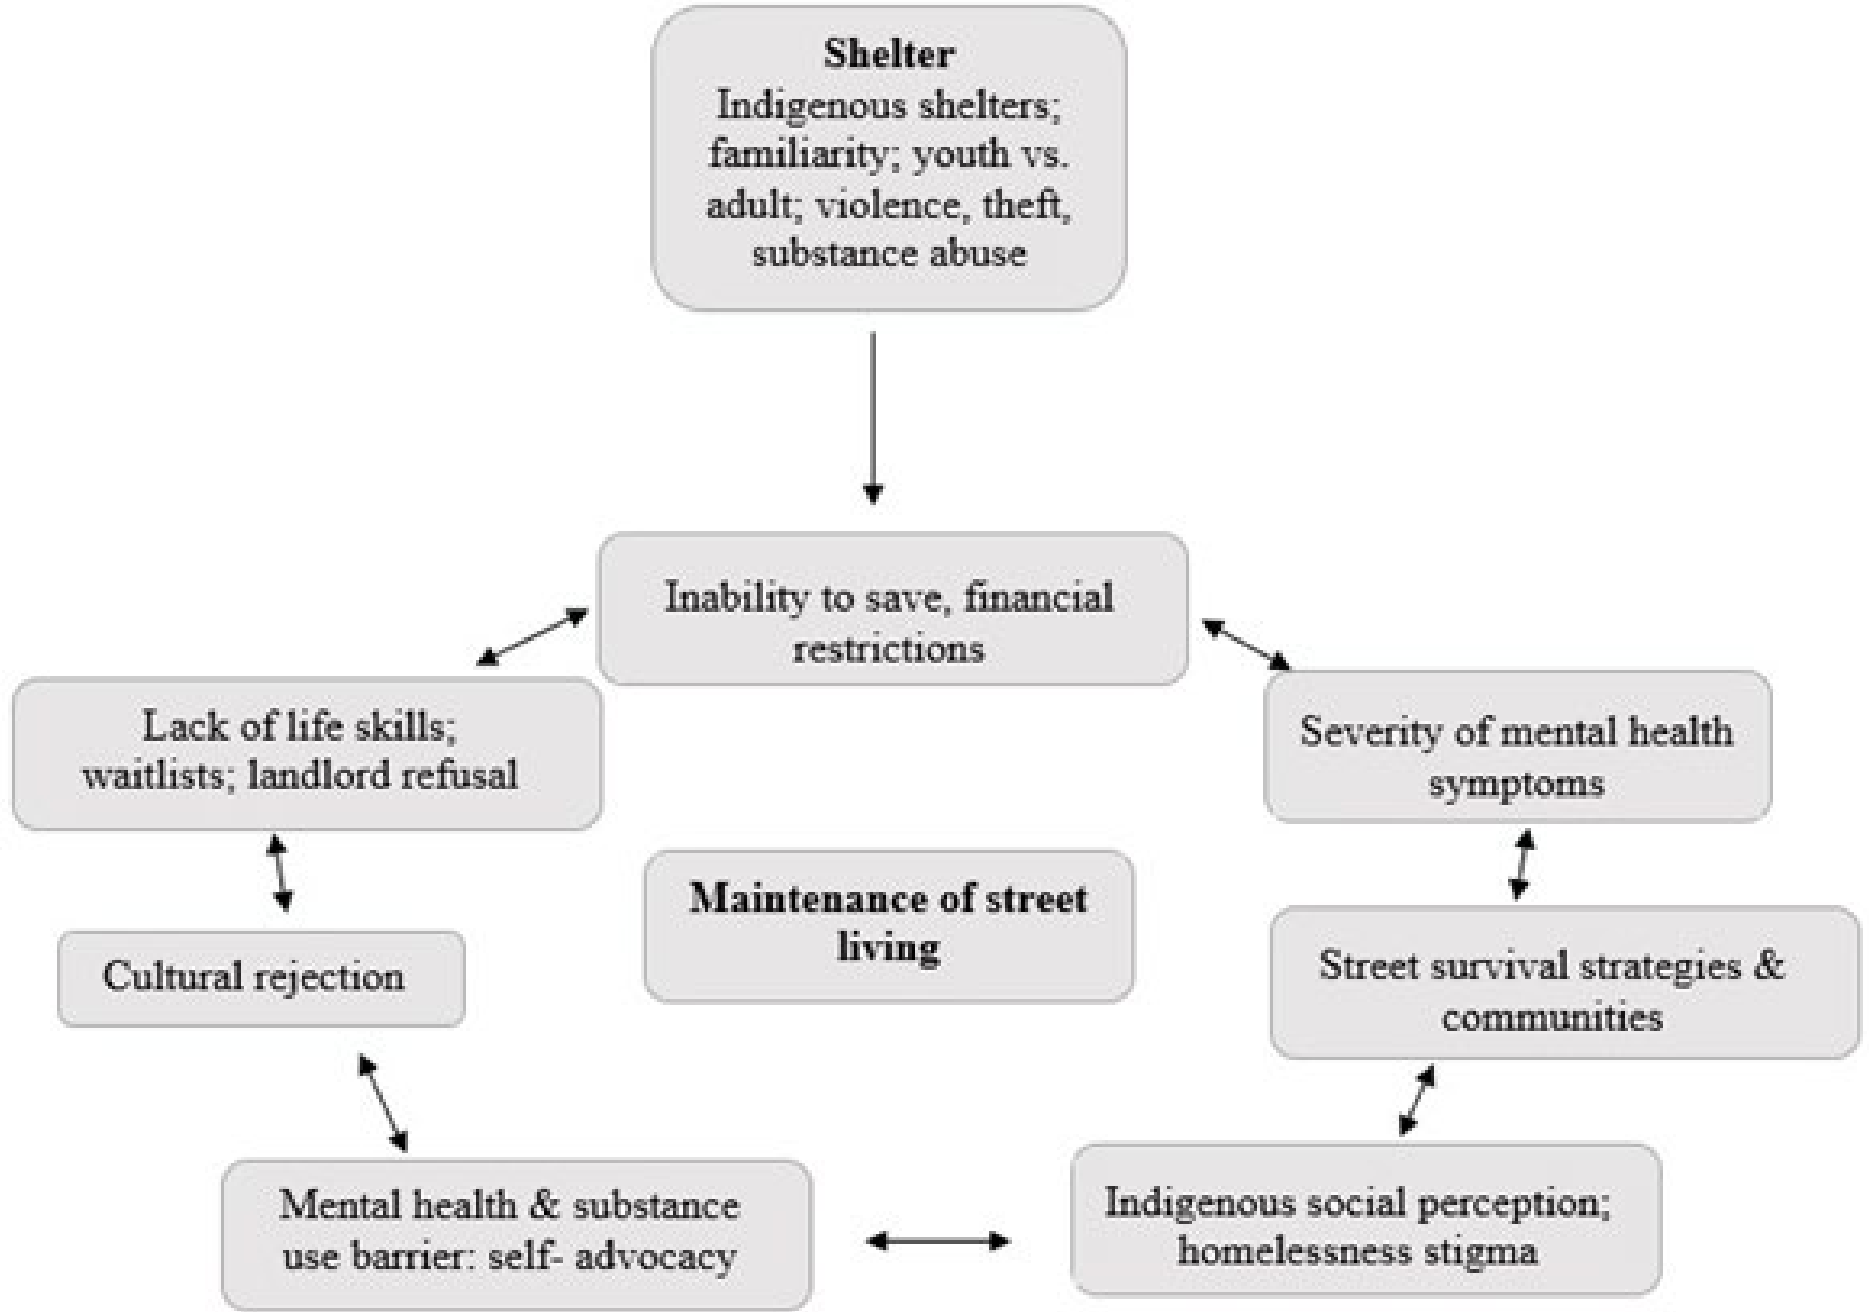 Shelter
Indigenous shelters;
familiarity; youth vs.
adult; violence, theft,
substance abuse
Inability to save, financial
restrictions
Lack of life skills;
waitlists; landlord refusal
Severity of mental health
symptoms
Maintenance of street
living
Cultural rejection
Street survival strategies &
communities
Mental health & substance
use barrier: self- advocacy
Indigenous social perception;
homelessness stigma